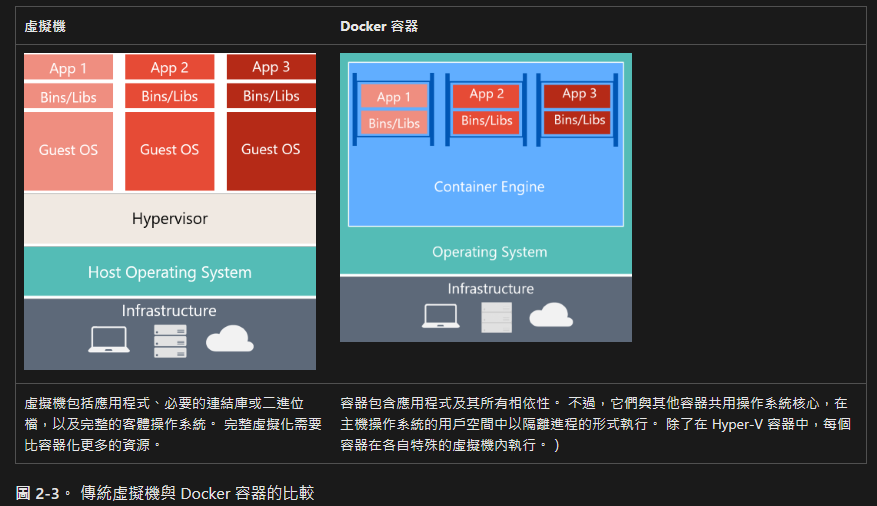 虛擬機
Docker 容器
App 1
App 2
App 3
Bins/Libs
Bins/Libs
Bins/Libs
Guest OS
Guest OS
Guest OS
Hypervisor
Host Operating System
Infrastructure
App 1
App 2
App 3
Bins/Libs
Bins/Libs
Bins/Libs
Container Engine
Operating System
Infrastructure
虛擬機包括應用程式、必要的連結庫或二進位
檔，以及完整的客體操作系統。 完整虛擬化需要
比容器化更多的資源。
容器包含應用程式及其所有相依性。 不過，它們與其他容器共用操作系統核心，在
主機操作系統的用戶空間中以隔離進程的形式執行。 除了在 Hyper-V 容器中，每個
容器在各自特殊的虛擬機內執行。）
圖 2-3。 傳統虛擬機與 Docker 容器的比較